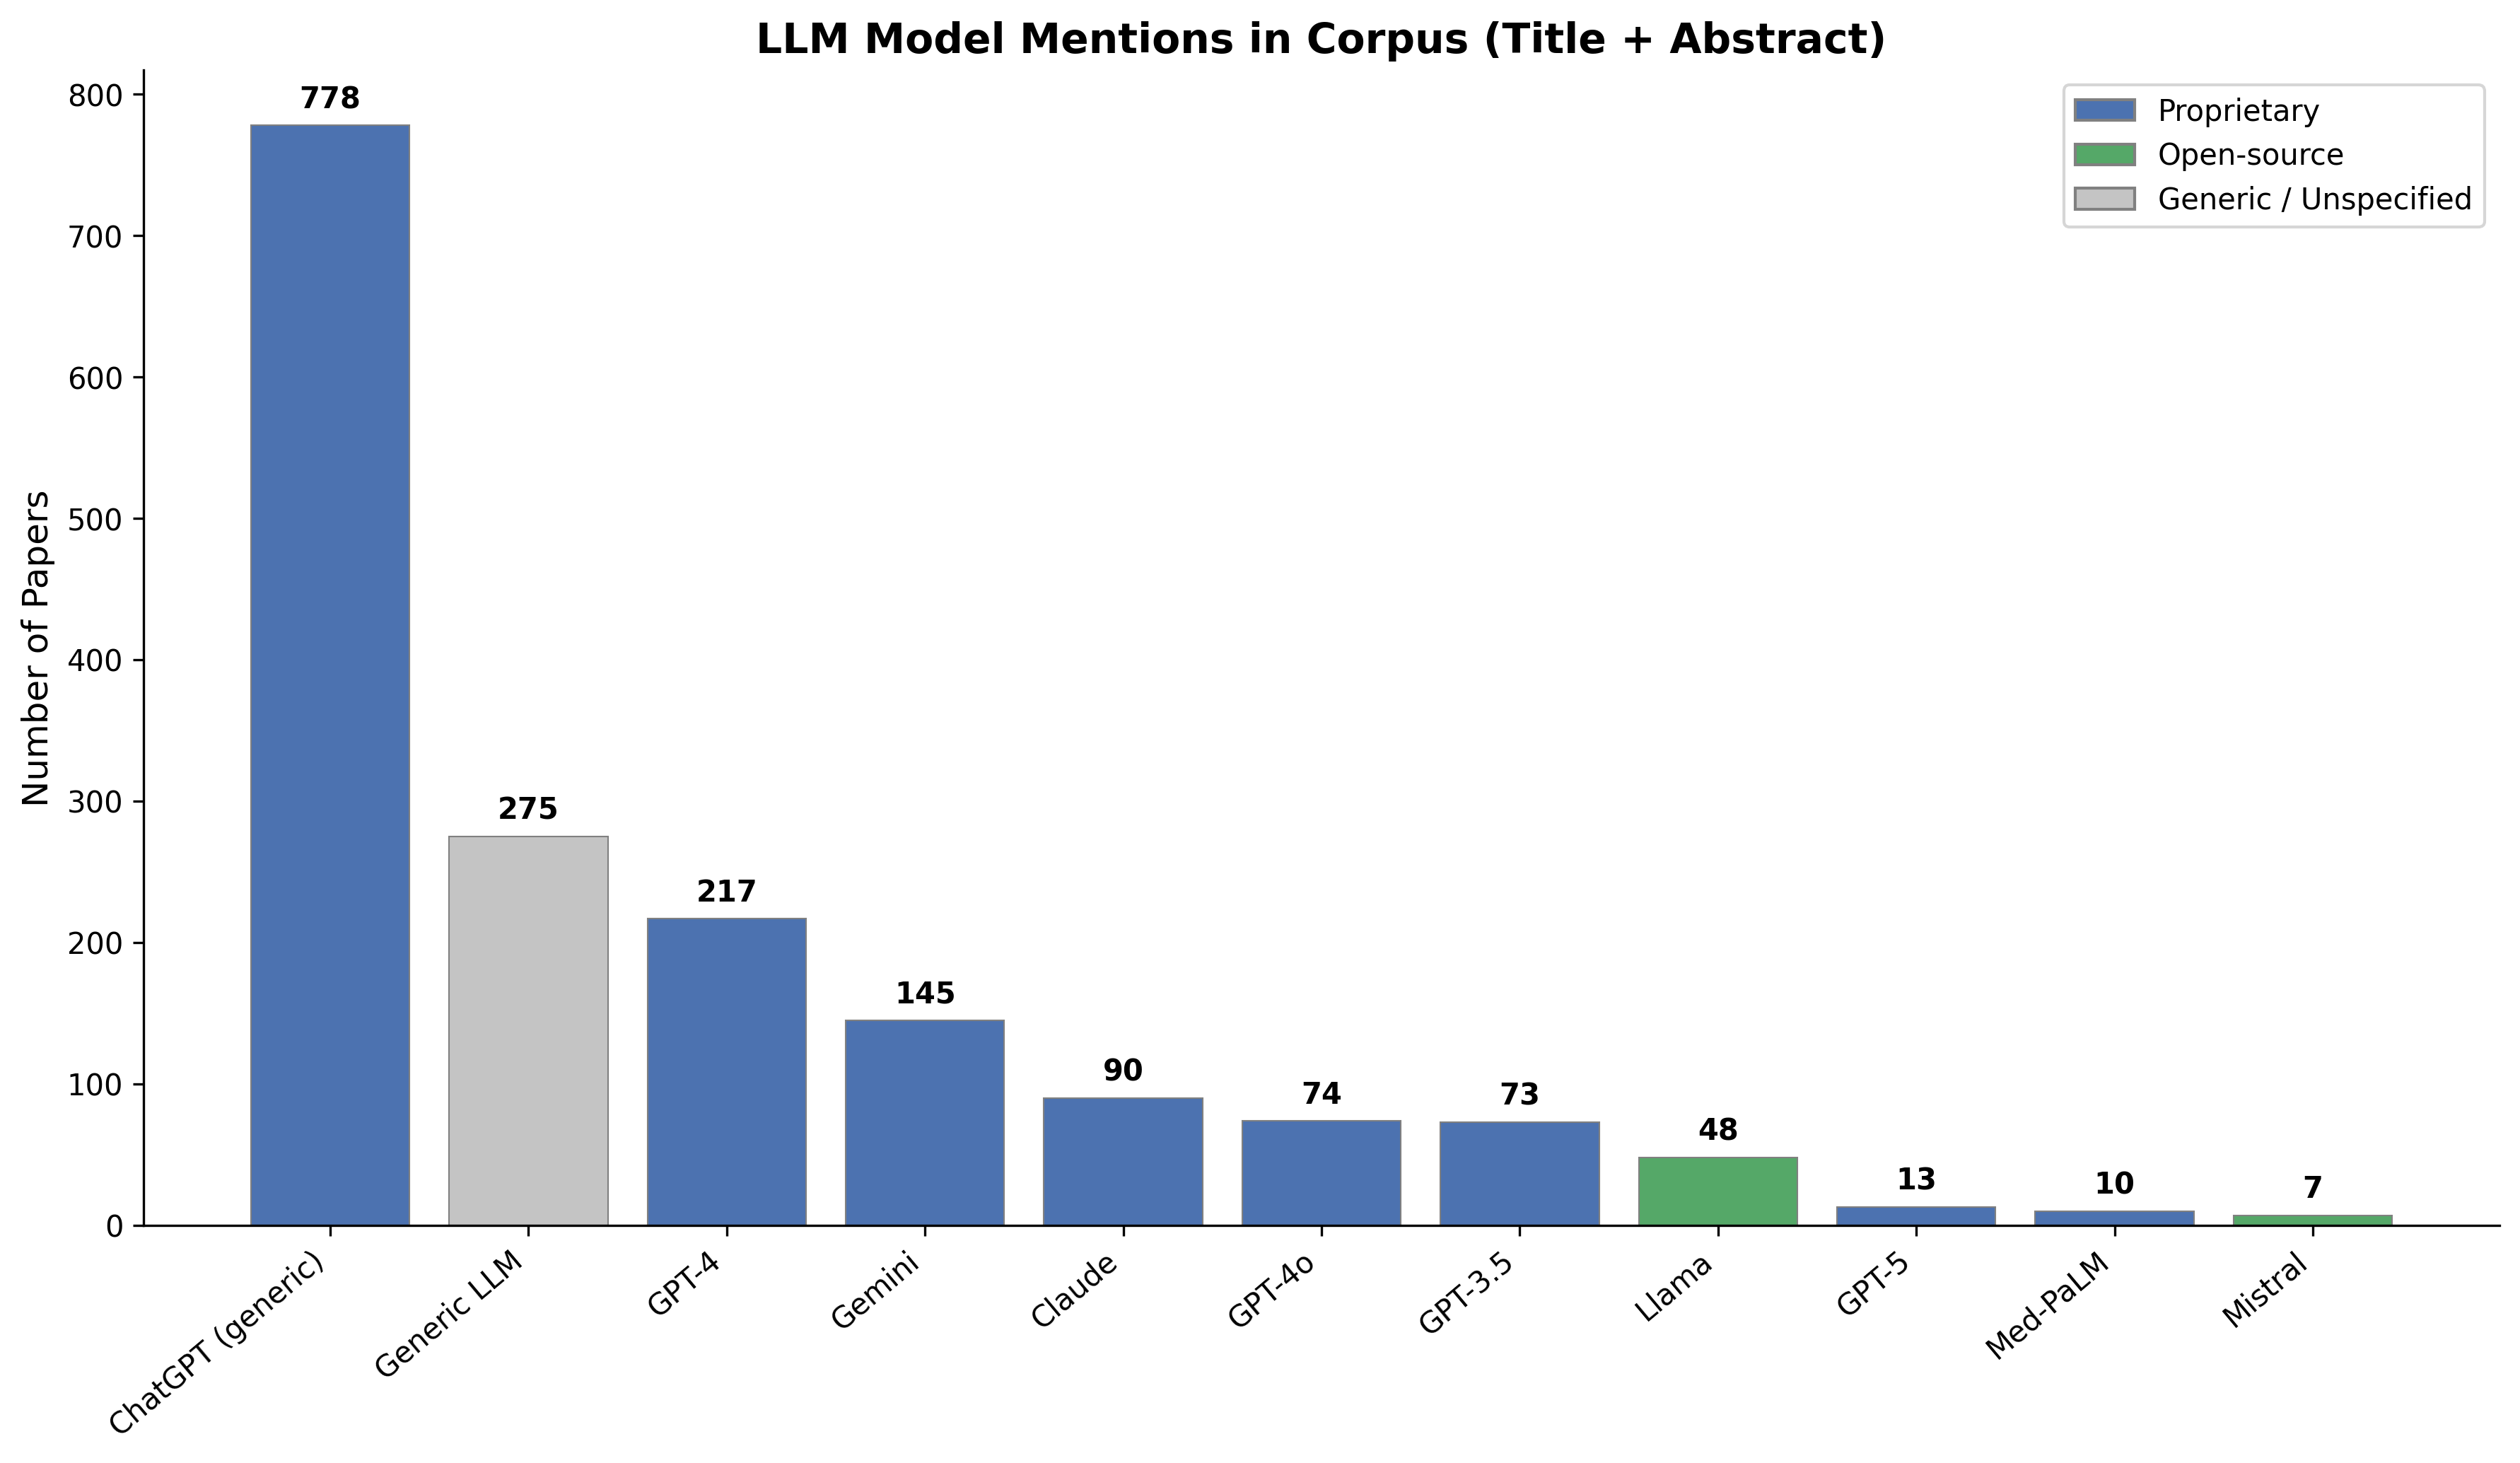 LLM Model Mentions in Corpus (Title + Abstract)
Proprietary
Open-source
Generic / Unspecified
Number of Papers
800
700
600
500
400
300
200
100
0
778
275
217
145
90
74
73
48
13
10
7
ChatGPT (generic)
Generic LLM
GPT-4
Gemini
Claude
GPT-4o
GPT-3.5
Llama
GPT-5
Med-PaLM
Mistral